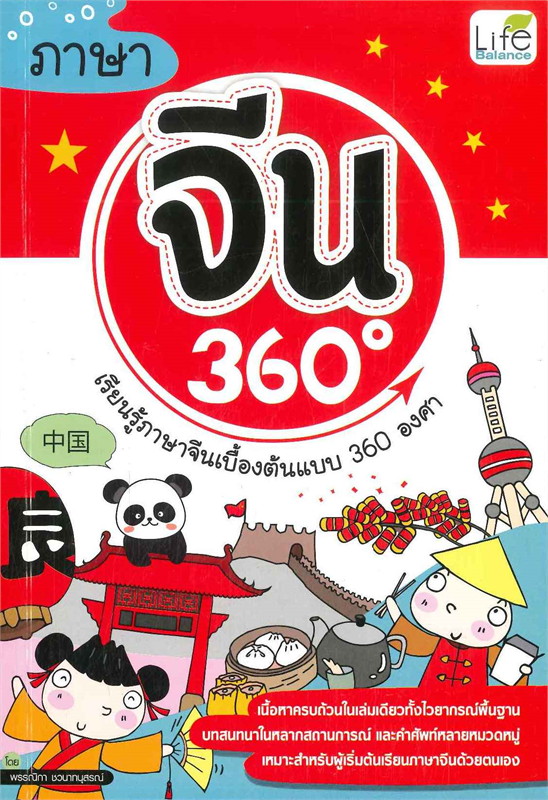 ภาษา
Life
Balance
จีน
360°
เรียนรู้ภาษาจีนเบื้องต้นแบบ 360 องศา
中国
เนื้อหาครบถ้วนในเล่มเดียวทั้งไวยากรณ์พื้นฐาน
บทสนทนาในหลากสถานการณ์ และคำศัพท์หลายหมวดหมู่
เหมาะสำหรับผู้เริ่มต้นเรียนภาษาจีนด้วยตนเอง
โดย
พรรณิภา ชวนาทนุสรณ์